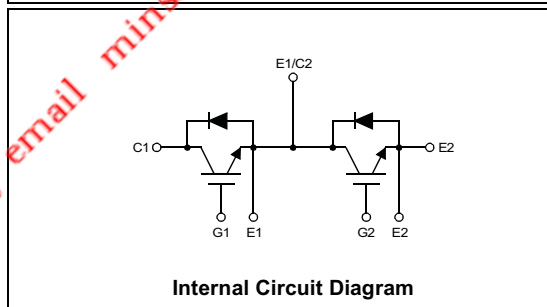 email mins
E1/C2
C1 E2
G1 E1 G2 E2
Internal Circuit Diagram